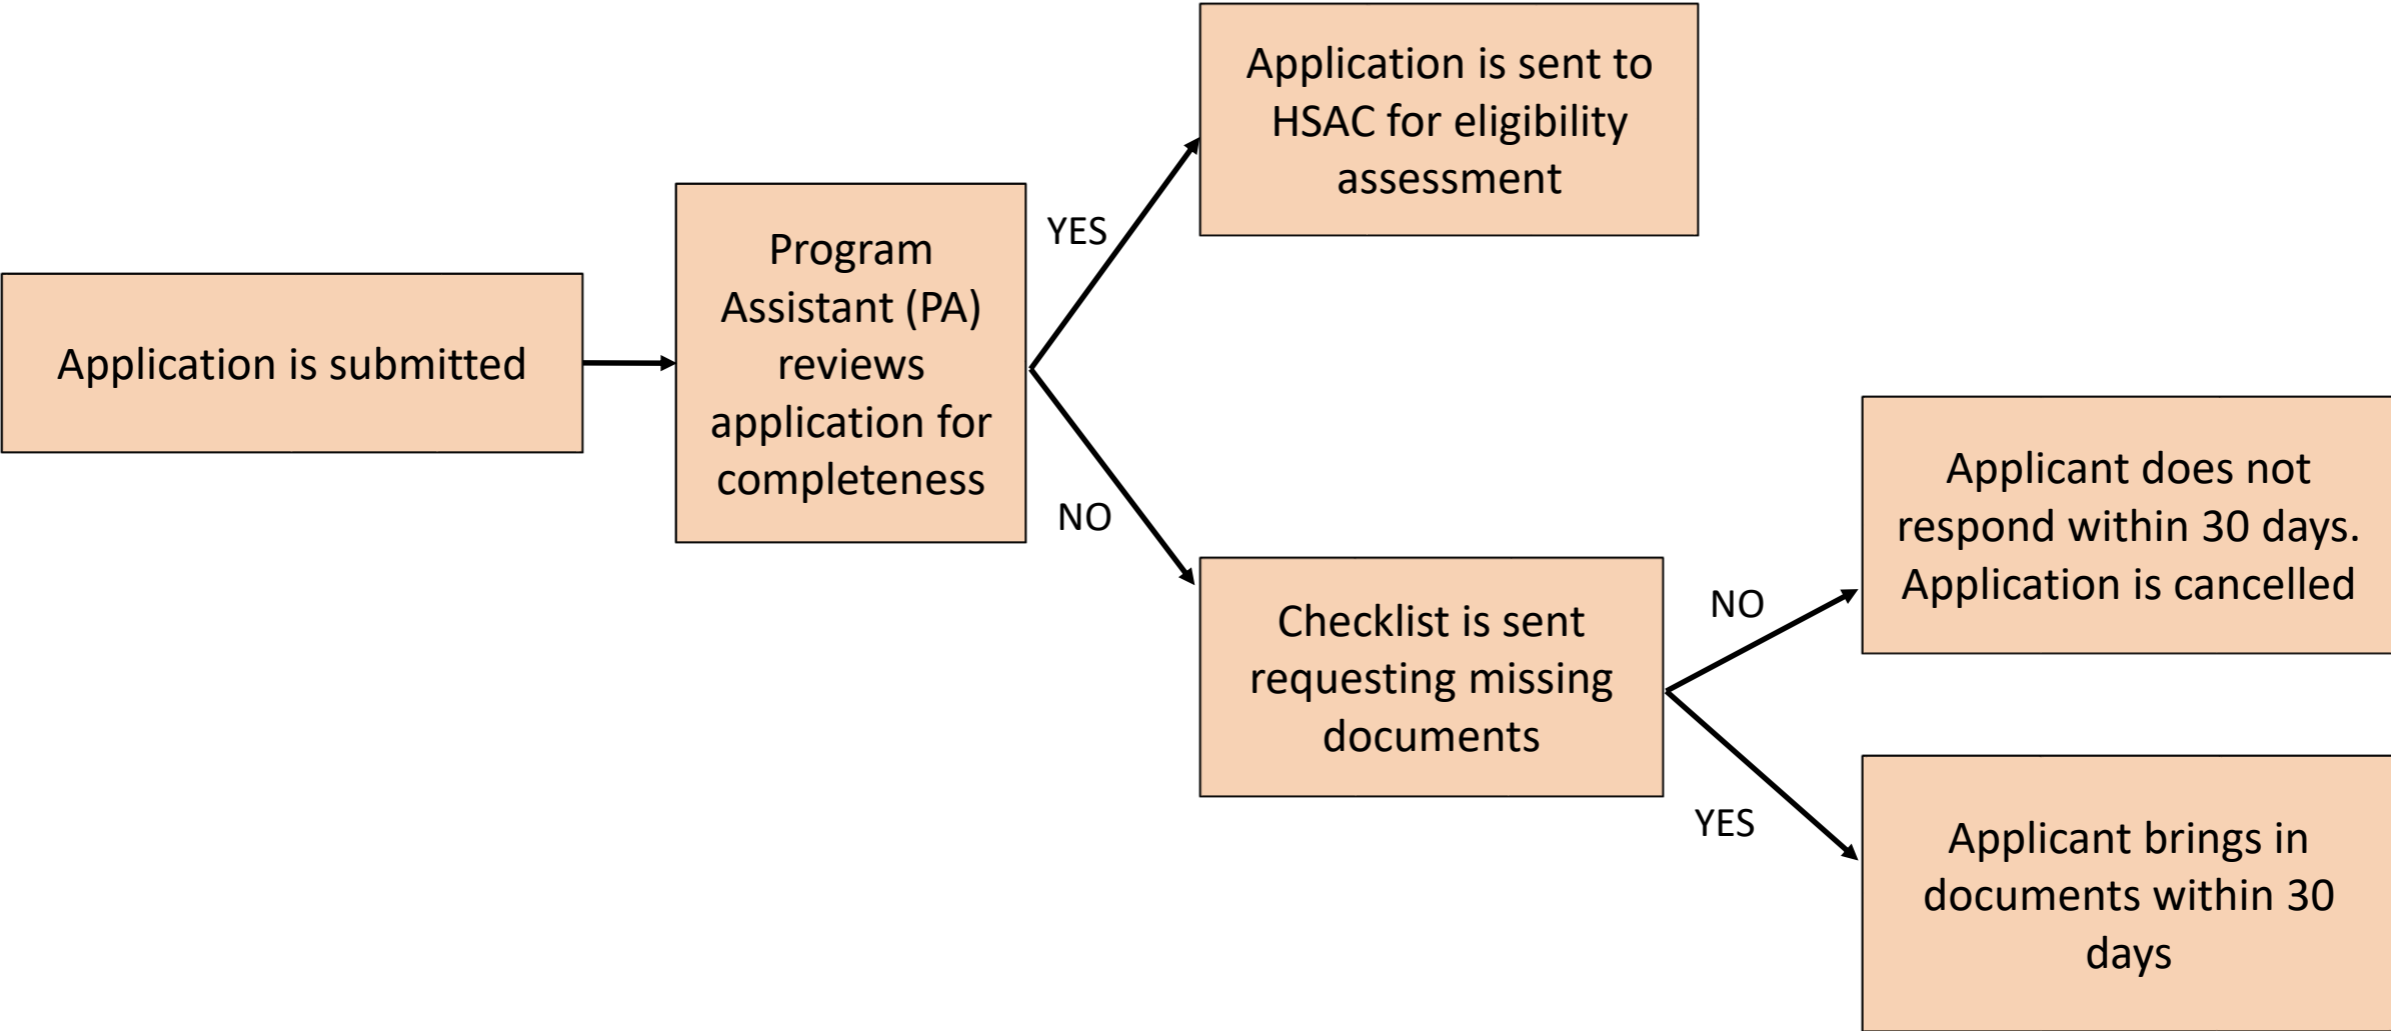 Application is submitted
Program
Assistant (PA)
reviews
application for
completeness
YES
Application is sent to
HSAC for eligibility
assessment
NO
Checklist is sent
requesting missing
documents
NO
Applicant does not
respond within 30 days.
Application is cancelled
YES
Applicant brings in
documents within 30
days